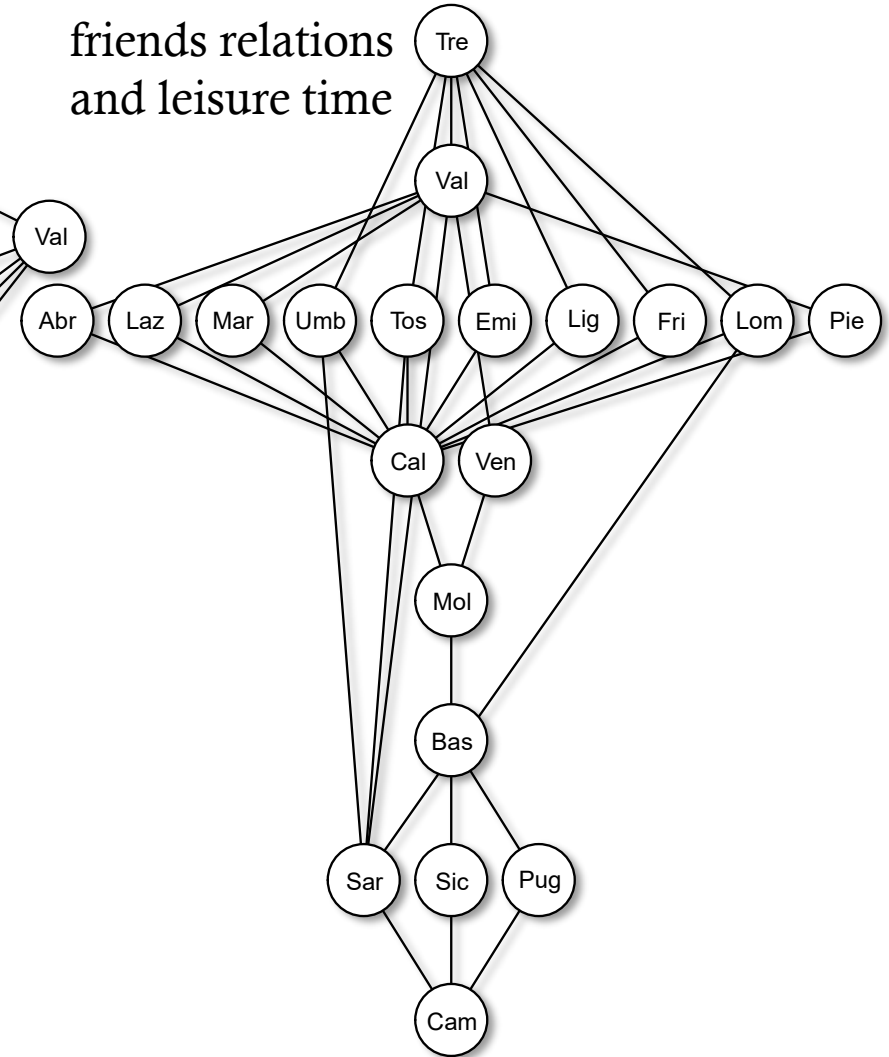 friends relations
and leisure time
Tre
Val
Val
Abr
Laz
Mar
Umb
Tos
Emi
Lig
Fri
Lom
Pie
Cal
Ven
Mol
Bas
Sar
Sic
Pug
Cam